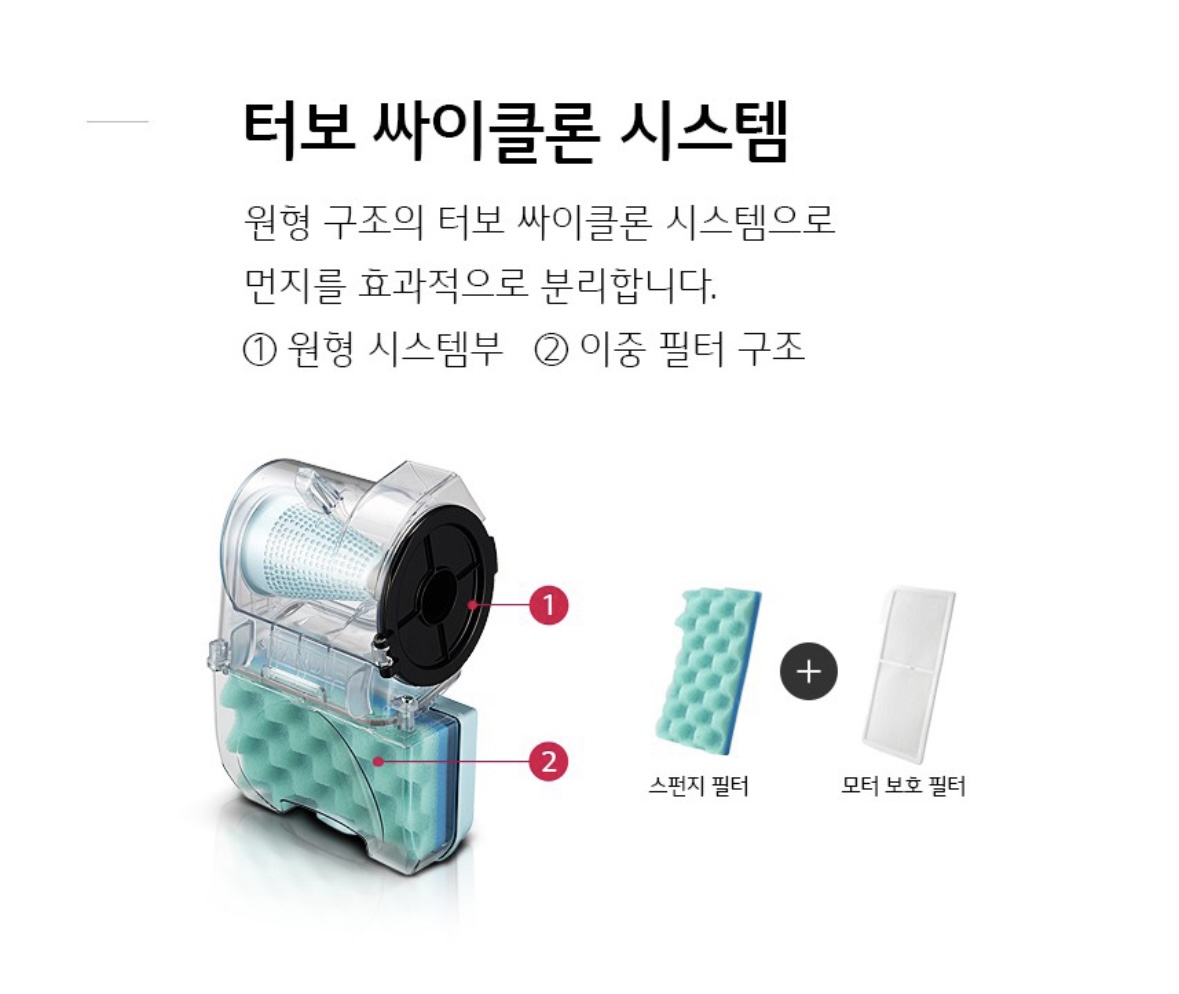 터보 싸이클론 시스템
원형 구조의 터보 싸이클론 시스템으로
먼지를 효과적으로 분리합니다.
① 원형 시스템부 ② 이중 필터 구조
1
2
스펀지 필터
모터 보호 필터